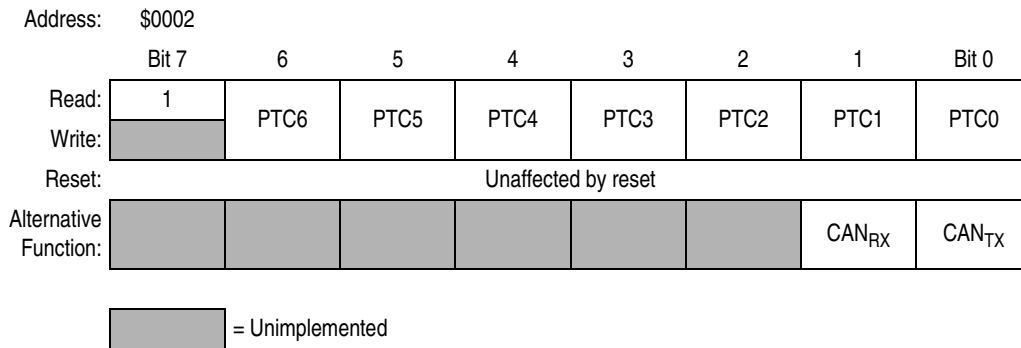 Address: $0002
Bit 7 6 5 4 3 2 1 Bit 0
Read: 1 PTC6 PTC5 PTC4 PTC3 PTC2 PTC1 PTC0
Write:
Reset: Unaffected by reset
Alternative
Function: CANRX CANTX
= Unimplemented